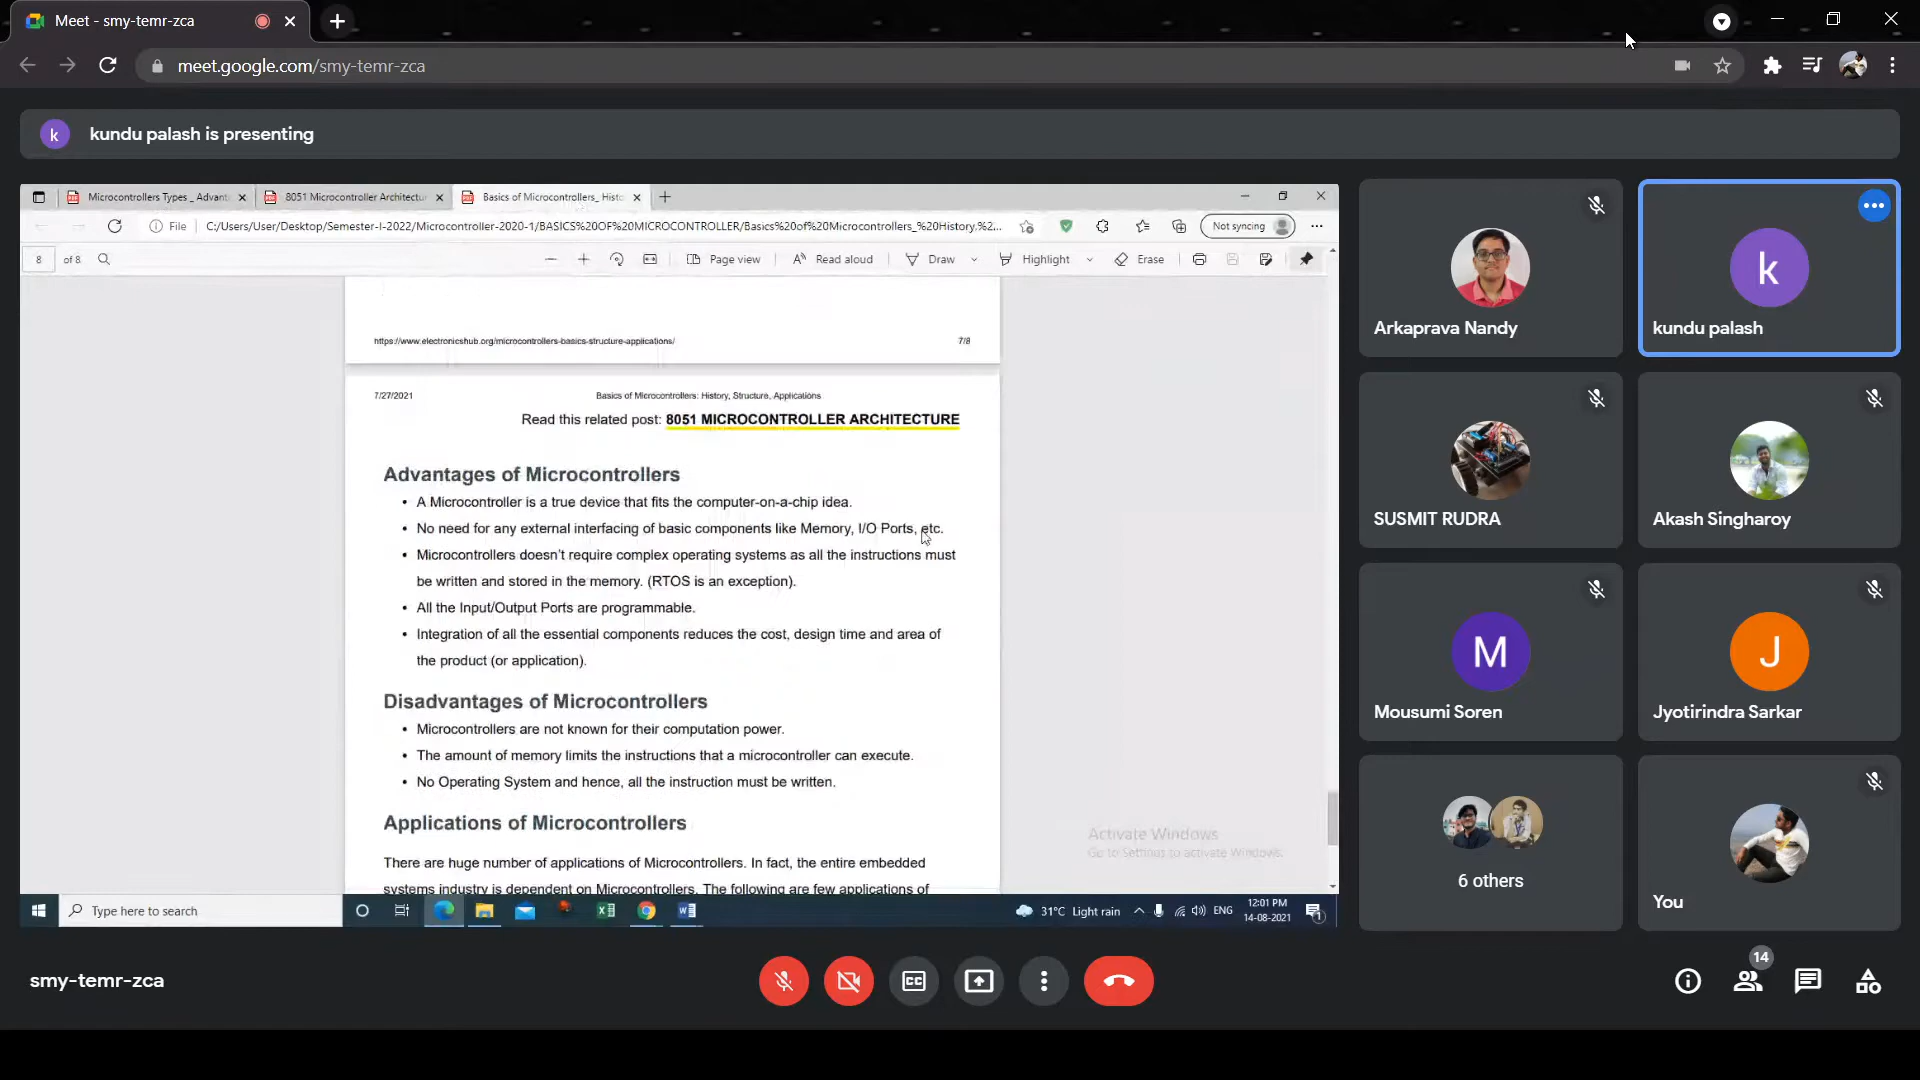 Meet - smy-temr-zca
meet.google.com/smy-temr-zca
k
kundu palash is presenting
Microcontrollers Types _ Advant
8051 Microcontroller Architectu
Basics of Microcontrollers_ Histo
File
C:/Users/User/Desktop/Semester-I-2022/Microcontroller-2020-1/BASICS%20OF%20MICROCONTROLLER/Basics%20of%20Microcontrollers_%20History.%2...
Not syncing
8 of 8
Page view
Read aloud
Draw
Highlight
Erase
https://www.electronicshub.org/microcontrollers-basics-structure-applications/
7/8
7/27/2021
Basics of Microcontrollers: History, Structure, Applications
Read this related post: 8051 MICROCONTROLLER ARCHITECTURE
Advantages of Microcontrollers
• A Microcontroller is a true device that fits the computer-on-a-chip idea.
• No need for any external interfacing of basic components like Memory, I/O Ports, etc.
• Microcontrollers doesn't require complex operating systems as all the instructions must
be written and stored in the memory. (RTOS is an exception).
• All the Input/Output Ports are programmable.
• Integration of all the essential components reduces the cost, design time and area of
the product (or application).
Disadvantages of Microcontrollers
• Microcontrollers are not known for their computation power.
• The amount of memory limits the instructions that a microcontroller can execute.
• No Operating System and hence, all the instruction must be written.
Applications of Microcontrollers
There are huge number of applications of Microcontrollers. In fact, the entire embedded
systems industry is dependent on Microcontrollers. The following are few applications of
Activate Windows
Go to Settings to activate Windows.
Type here to search
31°C Light rain
ENG
12:01 PM
14-08-2021
1
Arkaprava Nandy
k
kundu palash
SUSMIT RUDRA
Akash Singharoy
M
Mousumi Soren
J
Jyotirindra Sarkar
6 others
You
smy-temr-zca
CC
14